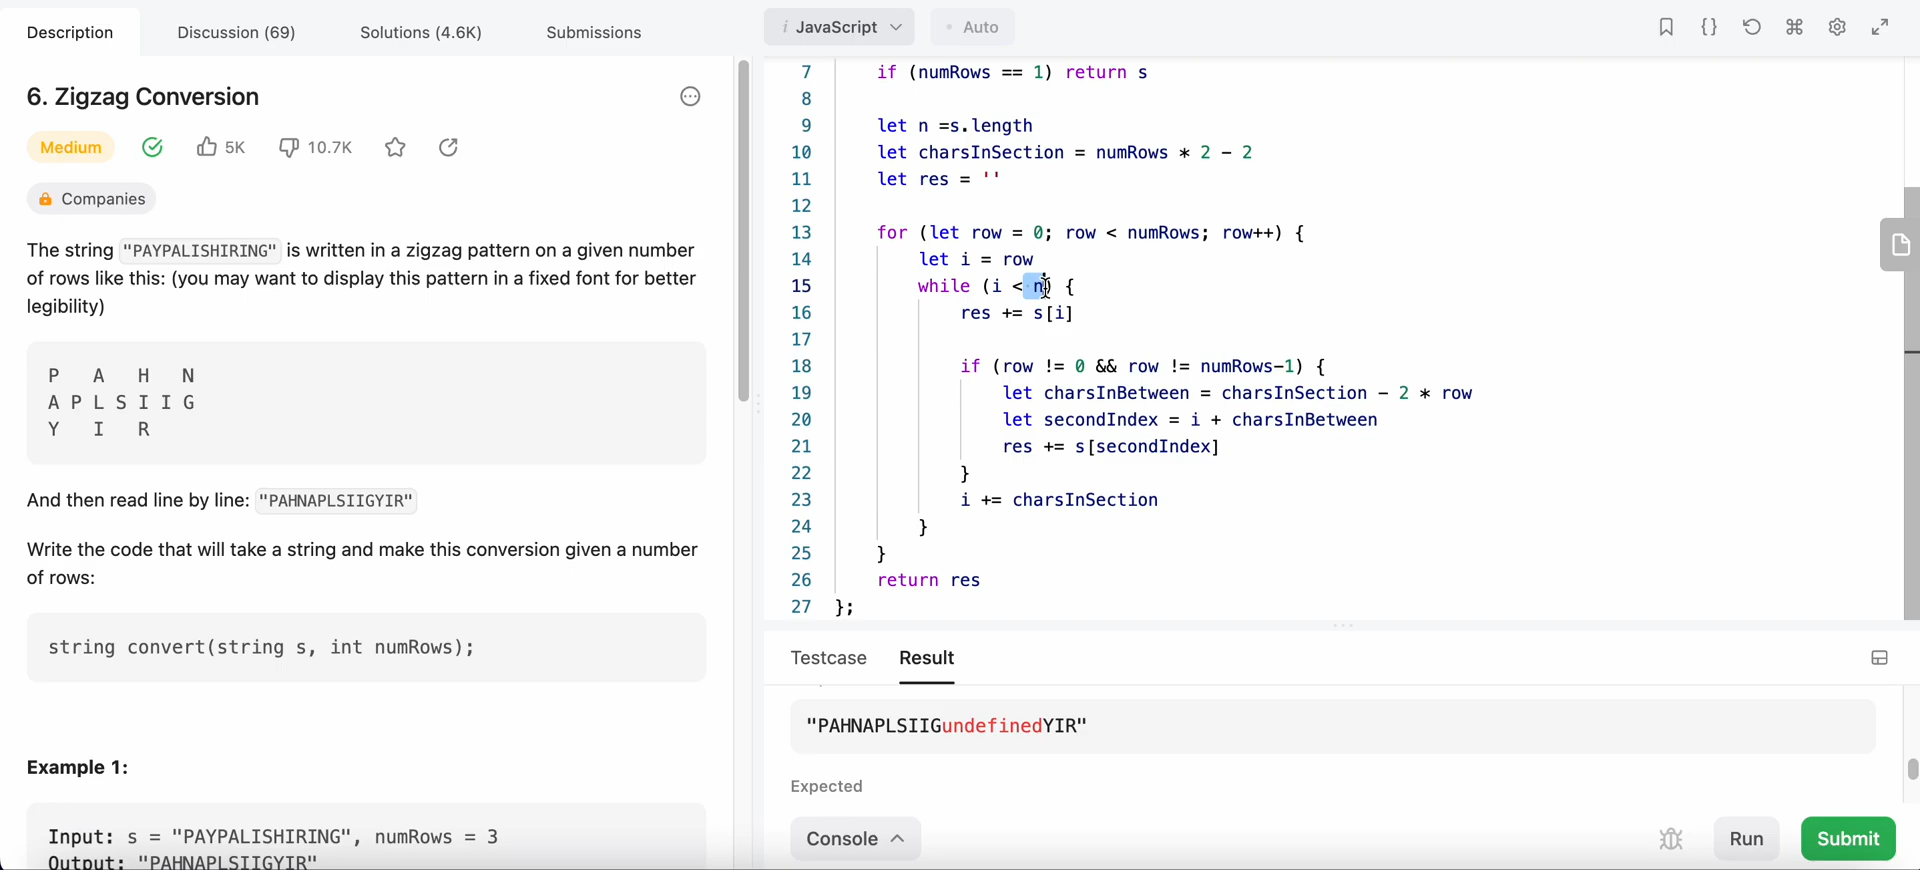 Description
Discussion (69)
Solutions (4.6K)
Submissions
6. Zigzag Conversion
Medium
5K
10.7K
Companies
The string "PAYPALISHIRING" is written in a zigzag pattern on a given number
of rows like this: (you may want to display this pattern in a fixed font for better
legibility)
P   A   H   N
A P L S I I G
Y   I   R
And then read line by line: "PAHNAPLSIIGYIR"
Write the code that will take a string and make this conversion given a number
of rows:
string convert(string s, int numRows);
Example 1:
Input: s = "PAYPALISHIRING", numRows = 3
Output: "PAHNAPLSIIGYIR"
i JavaScript
• Auto
7     if (numRows == 1) return s
8
9     let n =s.length
10     let charsInSection = numRows * 2 - 2
11     let res = ''
12
13     for (let row = 0; row < numRows; row++) {
14         let i = row
15         while (i < n) {
16             res += s[i]
17
18             if (row != 0 && row != numRows-1) {
19                 let charsInBetween = charsInSection - 2 * row
20                 let secondIndex = i + charsInBetween
21                 res += s[secondIndex]
22             }
23             i += charsInSection
24         }
25     }
26     return res
27 };
Testcase
Result
"PAHNAPLSIIGundefinedYIR"
Expected
Console
Run
Submit